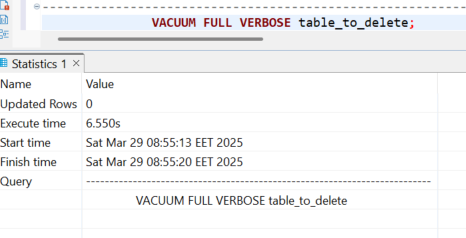 --------------------------------------------------------------
VACUUM FULL VERBOSE table_to_delete;
Statistics 1 ×
Name Value
Updated Rows 0
Execute time 6.550s
Start time Sat Mar 29 08:55:13 EET 2025
Finish time Sat Mar 29 08:55:20 EET 2025
Query ----------------------------------------------------------------------------------
VACUUM FULL VERBOSE table_to_delete